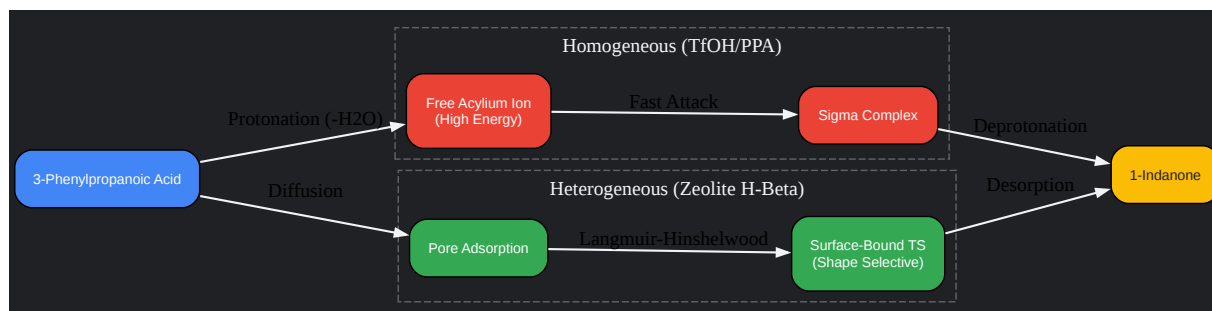 Homogeneous (TfOH/PPA)
Protonation (-H2O)
Free Acylium Ion
(High Energy)
Fast Attack
Sigma Complex
Deprotonation
3-Phenylpropanoic Acid
1-Indanone
Diffusion
Heterogeneous (Zeolite H-Beta)
Desorption
Pore Adsorption
Langmuir-Hinshelwood
Surface-Bound TS
(Shape Selective)